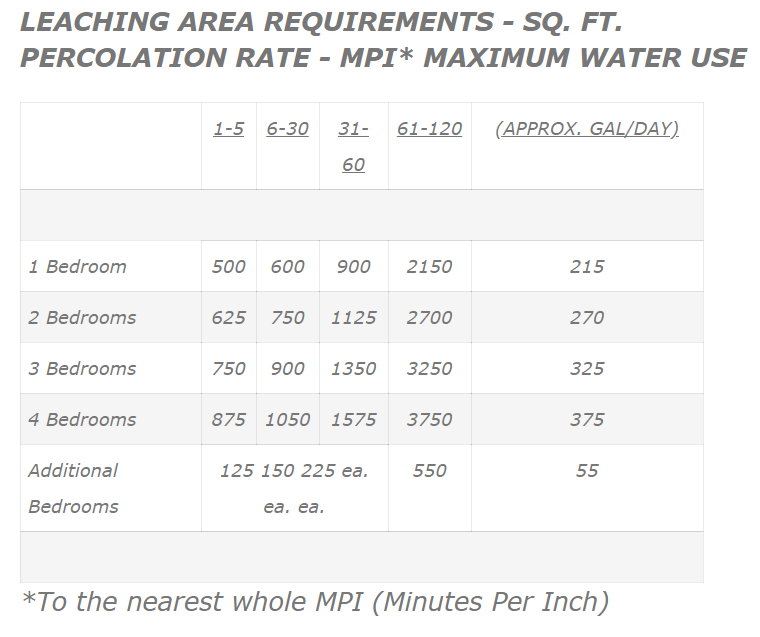 LEACHING AREA REQUIREMENTS - SQ. FT.
PERCOLATION RATE - MPI* MAXIMUM WATER USE
1-5 6-30 31- 61-120 (APPROX. GAL/DAY)
60
1 Bedroom 500 600 900 2150 215
2 Bedrooms 625 750 1125 2700 270
3 Bedrooms 750 900 1350 3250 325
4 Bedrooms 875 1050 1575 3750 375
Additional 125 150 225 ea. 550 55
Bedrooms ea. ea.
*To the nearest whole MPI (Minutes Per Inch)